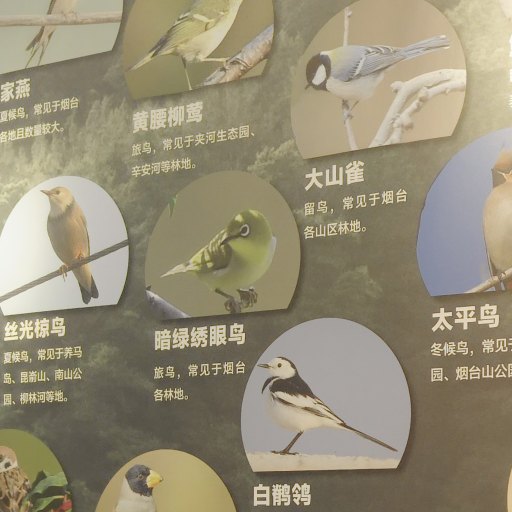 家燕
夏候鸟，常见于烟台
各地且数量较大。
黄腰柳莺
旅鸟，常见于夹河生态园、
辛安河等林地。
大山雀
留鸟，常见于烟台
各山区林地。
丝光椋鸟
夏候鸟，常见于养马
岛、昆嵛山、南山公
园、柳林河等地。
暗绿绣眼鸟
旅鸟，常见于烟台
各林地。
太平鸟
冬候鸟，常见于
园、烟台山公园
白鹡鸰